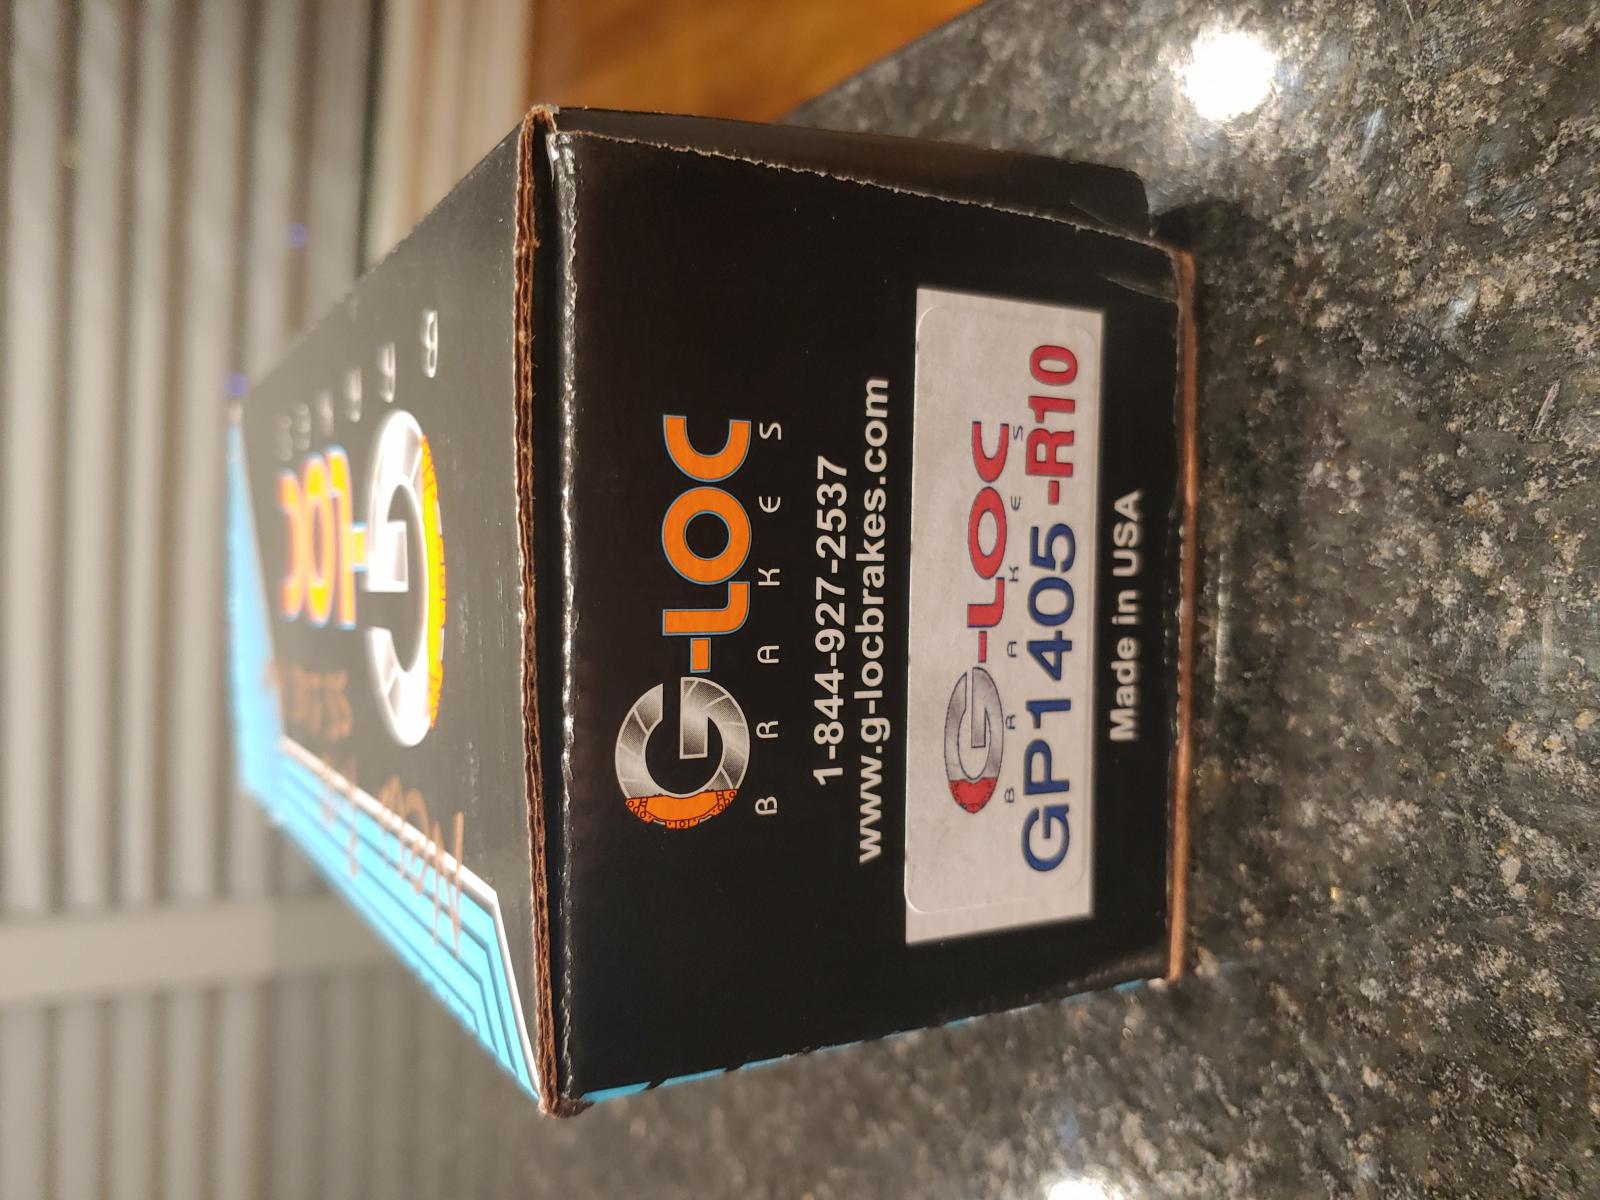 G-LOC
BRAKES
1-844-927-2537
www.g-locbrakes.com
G-LOC
BRAKES
GP1405-R10
Made in USA
G-LOC